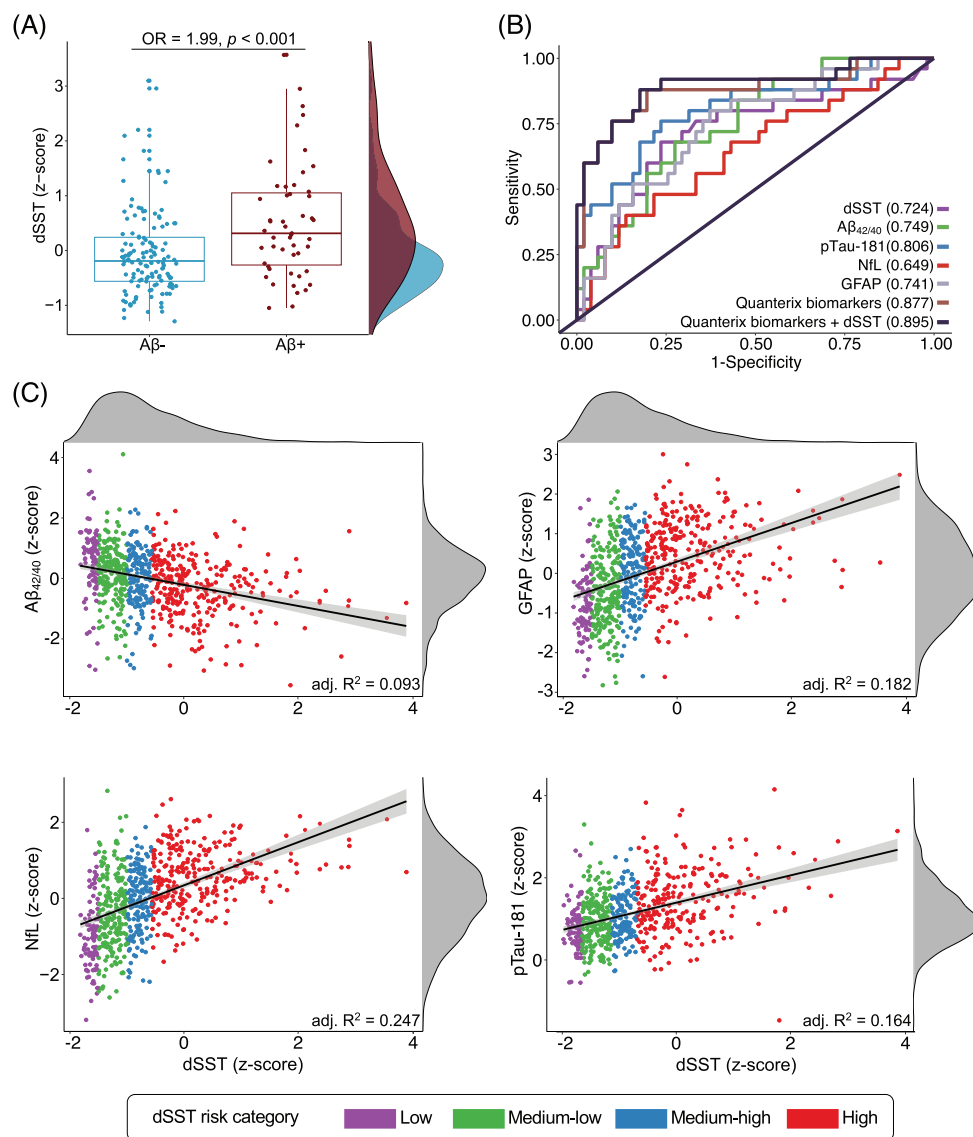 (A)
OR = 1.99, p < 0.001
dSST (z-score)
3
2
1
0
−1
Aβ-
Aβ+
(B)
Sensitivity
1.00
0.75
0.50
0.25
0.00
dSST (0.724)
Aβ42/40 (0.749)
pTau-181(0.806)
NfL (0.649)
GFAP (0.741)
Quanterix biomarkers (0.877)
Quanterix biomarkers + dSST (0.895)
0.00 0.25 0.50 0.75 1.00
1-Specificity
(C)
Aβ42/40 (z-score)
4
2
0
-2
adj. R2 = 0.093
-2 0 2 4
GFAP (z-score)
3
2
1
0
-1
-2
-3
adj. R2 = 0.182
-2 0 2 4
NfL (z-score)
2
0
−2
adj. R2 = 0.247
-2 0 2 4
dSST (z-score)
pTau-181 (z-score)
4
2
0
adj. R2 = 0.164
-2 0 2 4
dSST (z-score)
dSST risk category Low Medium-low Medium-high High